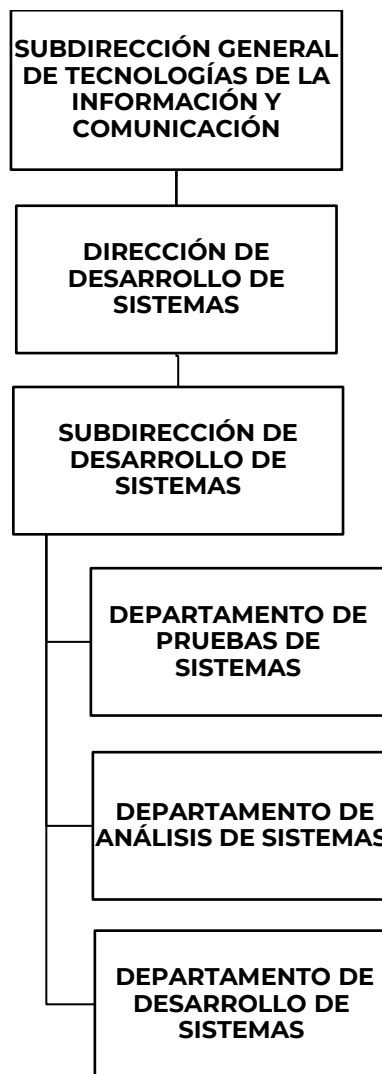 SUBDIRECCIÓN GENERAL
DE TECNOLOGÍAS DE LA
INFORMACIÓN Y
COMUNICACIÓN
DIRECCIÓN DE
DESARROLLO DE
SISTEMAS
SUBDIRECCIÓN DE
DESARROLLO DE
SISTEMAS
DEPARTAMENTO DE
PRUEBAS DE
SISTEMAS
DEPARTAMENTO DE
ANÁLISIS DE SISTEMAS
DEPARTAMENTO DE
DESARROLLO DE
SISTEMAS